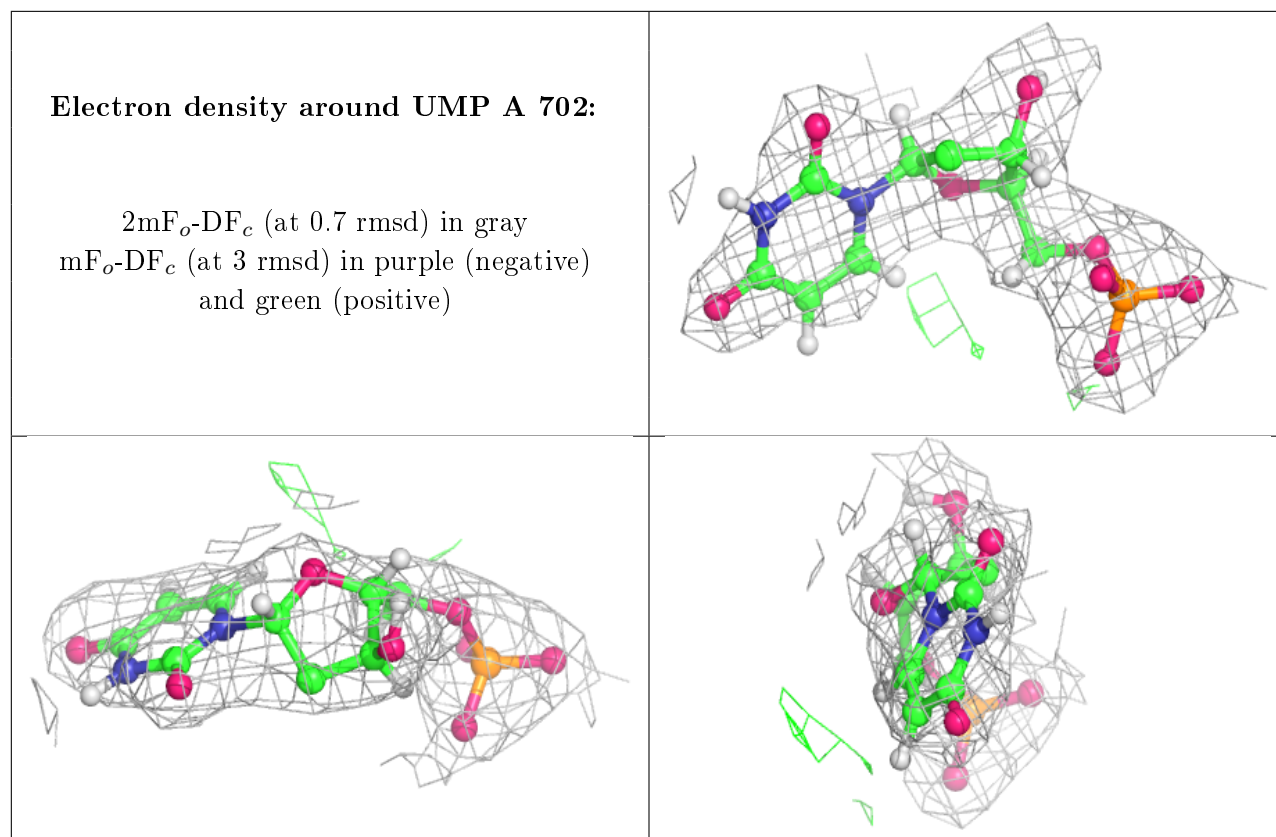 Electron density around UMP A 702:
2mFo-DFc (at 0.7 rmsd) in gray
mFo-DFc (at 3 rmsd) in purple (negative)
and green (positive)